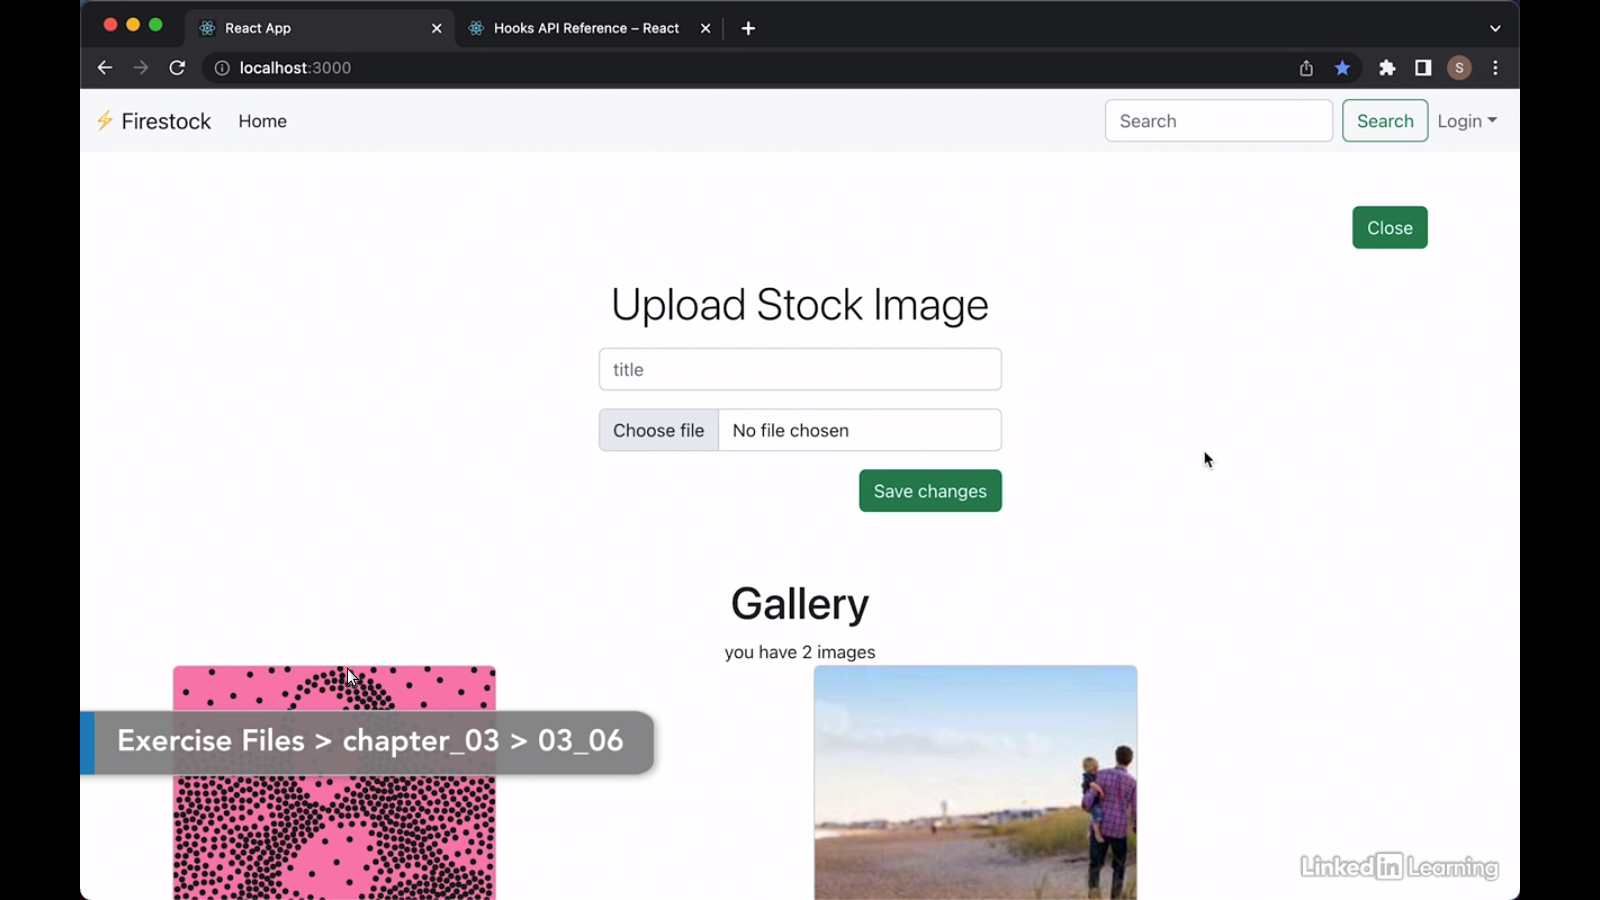 React App
Hooks API Reference – React
localhost:3000
S
⚡ Firestock
Home
Search
Search
Login
Close
Upload Stock Image
title
Choose file
No file chosen
Save changes
Gallery
you have 2 images
Exercise Files > chapter_03 > 03_06
LinkedIn Learning